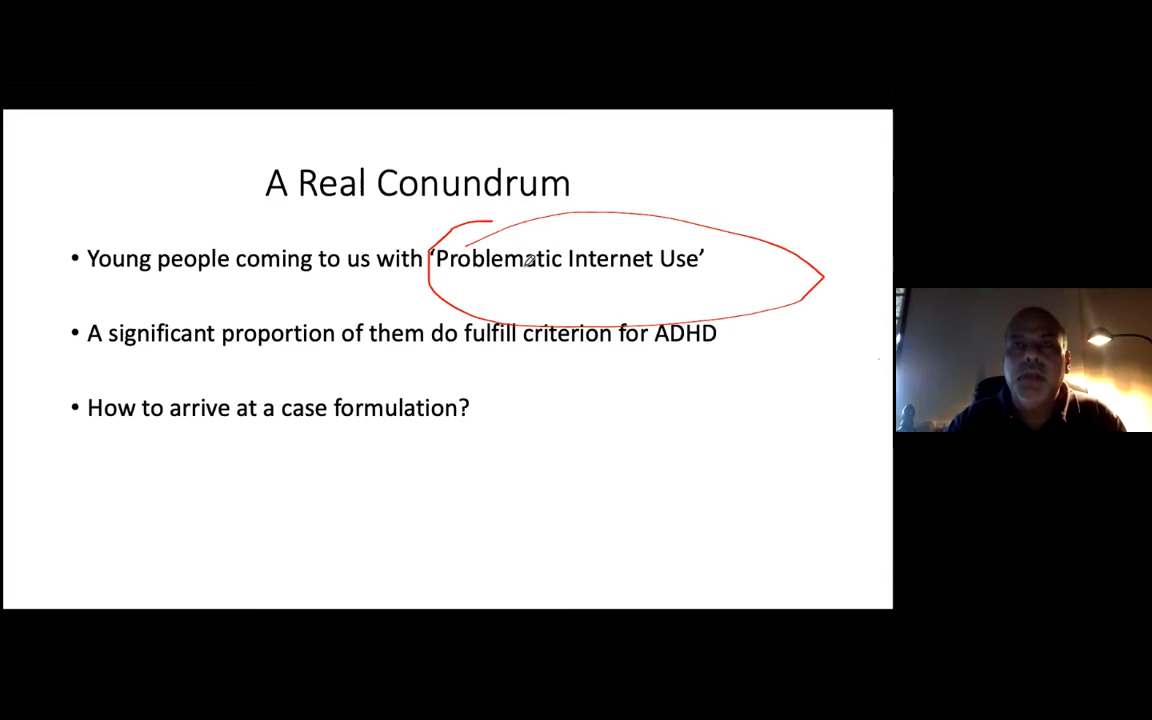 A Real Conundrum
• Young people coming to us with ‘Problematic Internet Use’
• A significant proportion of them do fulfill criterion for ADHD
• How to arrive at a case formulation?